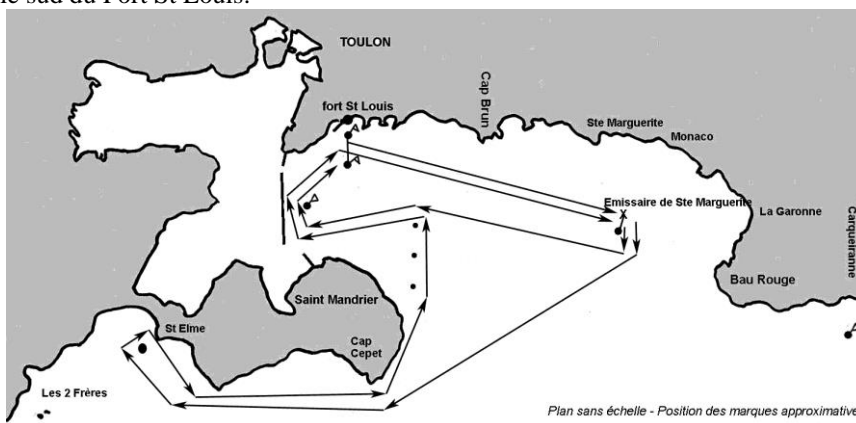 le sud du Fort St Louis.
TOULON
fort St Louis
Cap Brun
Ste Marguerite
Monaco
Emissaire de Ste Marguerite
x
La Garonne
Carqueiranne
Bau Rouge
Saint Mandrier
St Elme
Cap
Cepet
Les 2 Frères
Plan sans échelle - Position des marques approximative